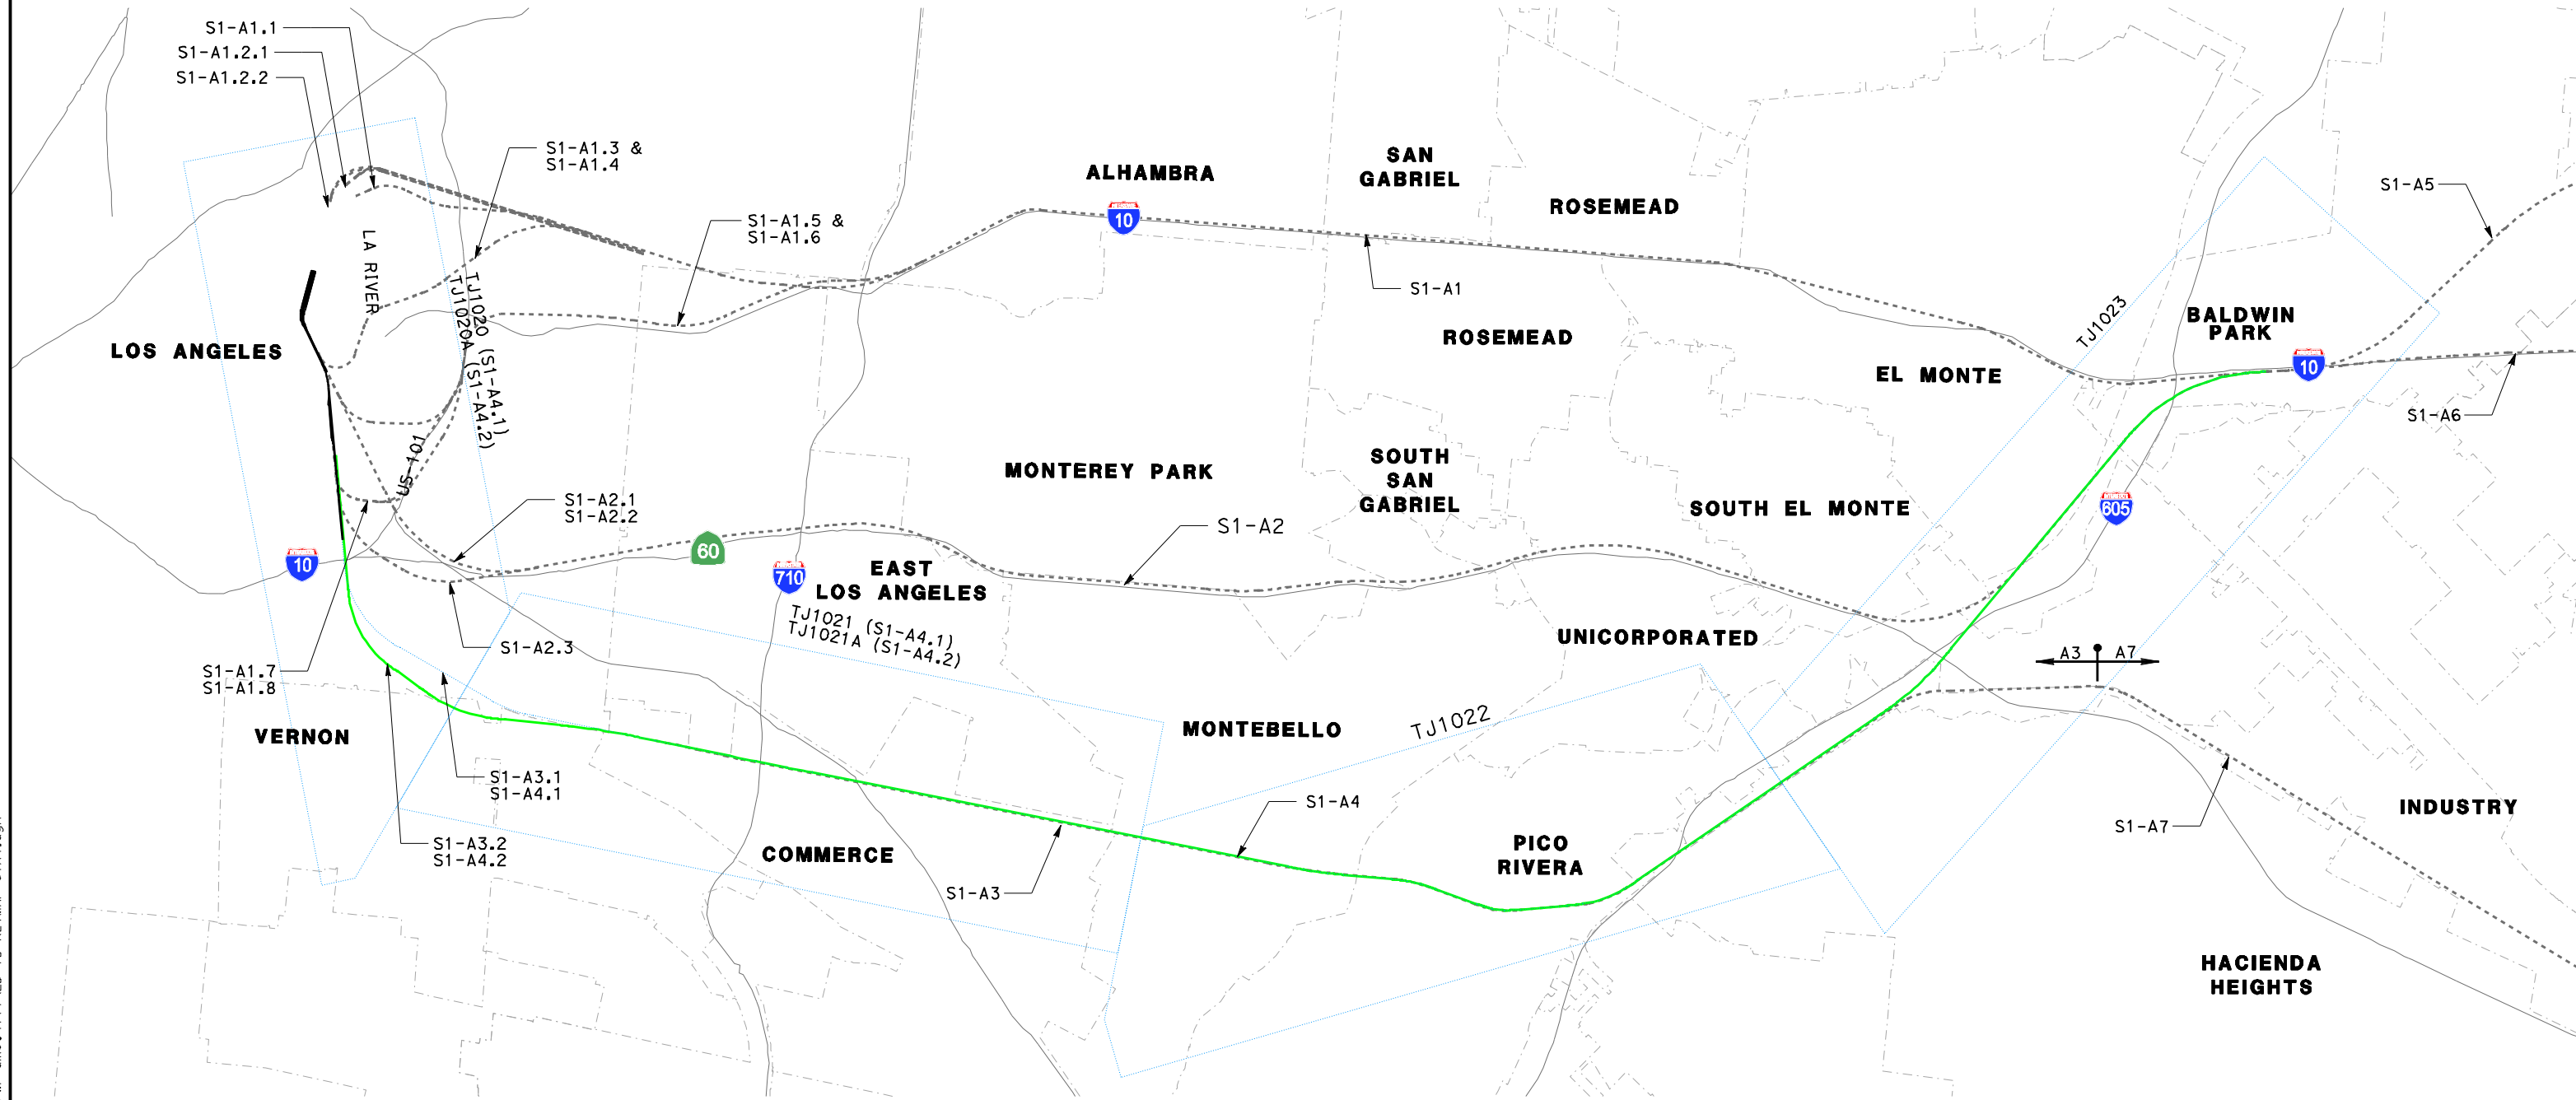 S1-A1.1
S1-A1.2.1
S1-A1.2.2
S1-A1.3 &
S1-A1.4
S1-A1.5 &
S1-A1.6
ALHAMBRA
10
SAN
GABRIEL
ROSEMEAD
S1-A5
LA RIVER
TJ1020 (S1-A4.1)
TJ1020A (S1-A4.2)
S1-A1
TJ1023
BALDWIN
PARK
10
LOS ANGELES
ROSEMEAD
EL MONTE
S1-A6
US-101
MONTEREY PARK
SOUTH
SAN
GABRIEL
SOUTH EL MONTE
605
S1-A2.1
S1-A2.2
S1-A2
10
60
710
EAST
LOS ANGELES
TJ1021 (S1-A4.1)
TJ1021A (S1-A4.2)
UNICORPORATED
A3
A7
S1-A2.3
S1-A1.7
S1-A1.8
VERNON
MONTEBELLO
TJ1022
S1-A3.1
S1-A4.1
S1-A4
INDUSTRY
S1-A7
S1-A3.2
S1-A4.2
COMMERCE
PICO
RIVERA
S1-A3
HACIENDA
HEIGHTS